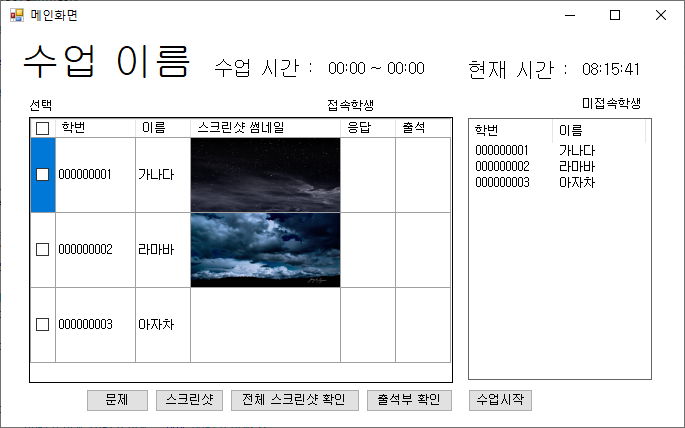 메인화면
수업 이름 수업 시간 : 00:00 ~ 00:00 현재 시간 : 08:15:41
선택 접속학생 미접속학생
학번 이름 스크린샷 썸네일 응답 출석
000000001 가나다
000000002 라마바
000000003 아자차
학번 이름
000000001 가나다
000000002 라마바
000000003 아자차
문제 스크린샷 전체 스크린샷 확인 출석부 확인 수업시작